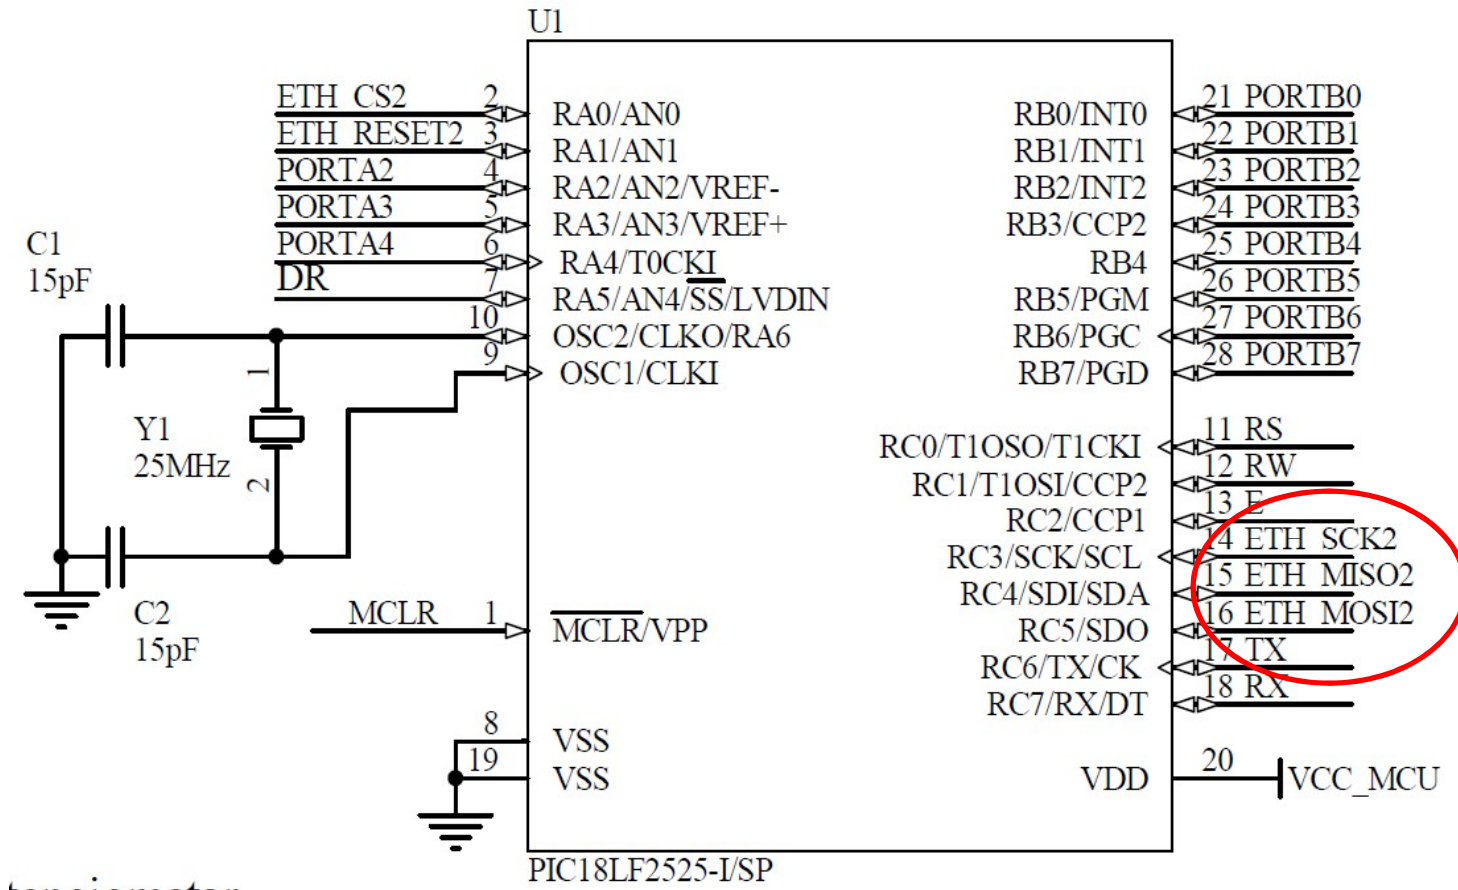 U1
ETH_CS2 2 RA0/AN0 RB0/INT0 21 PORTB0
ETH_RESET2 3 RA1/AN1 RB1/INT1 22 PORTB1
PORTA2 4 RA2/AN2/VREF- RB2/INT2 23 PORTB2
PORTA3 5 RA3/AN3/VREF+ RB3/CCP2 24 PORTB3
PORTA4 6 RA4/T0CKI RB4 25 PORTB4
DR 7 RA5/AN4/SS/LVDIN RB5/PGM 26 PORTB5
10 OSC2/CLKO/RA6 RB6/PGC 27 PORTB6
9 OSC1/CLKI RB7/PGD 28 PORTB7
C1
15pF
1
Y1
25MHz
2
C2
15pF
RC0/T1OSO/T1CKI 11 RS
RC1/T1OSI/CCP2 12 RW
RC2/CCP1 13 E
RC3/SCK/SCL 14 ETH_SCK2
RC4/SDI/SDA 15 ETH_MISO2
MCLR 1 MCLR/VPP RC5/SDO 16 ETH_MOSI2
RC6/TX/CK 17 TX
RC7/RX/DT 18 RX
8 VSS
19 VSS VDD 20 VCC_MCU
PIC18LF2525-I/SP